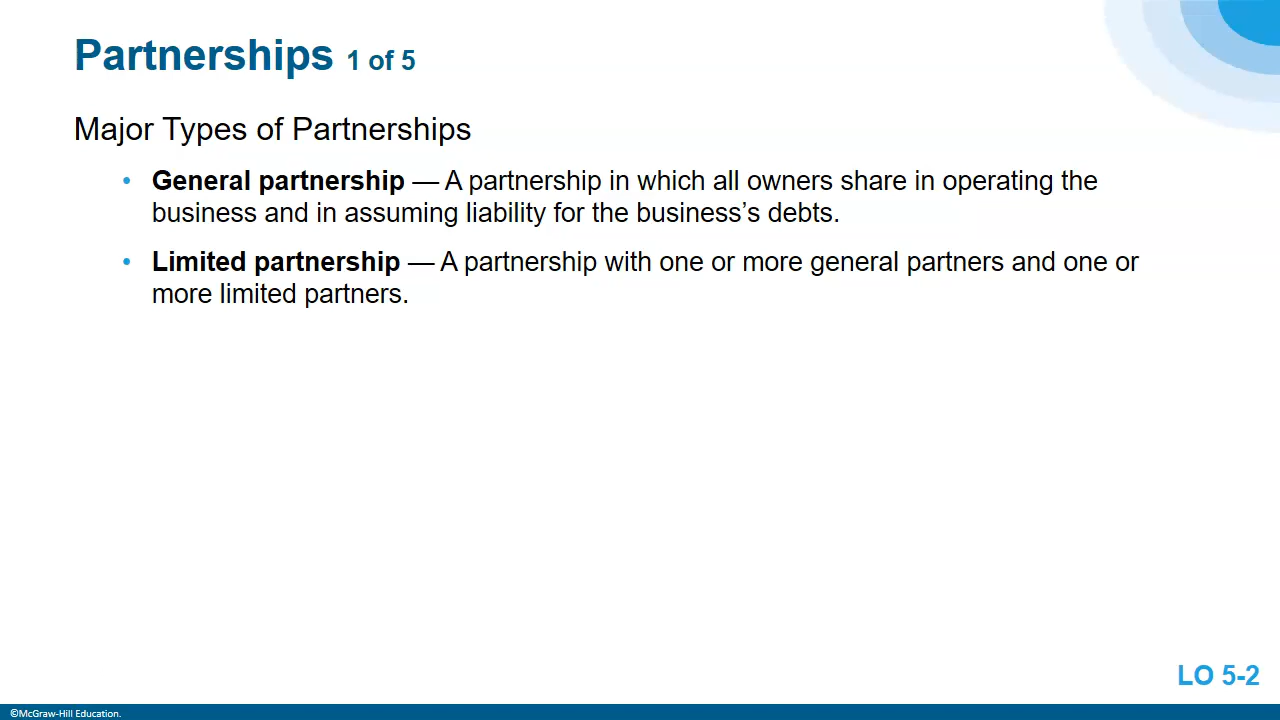 Partnerships 1 of 5
Major Types of Partnerships
• General partnership — A partnership in which all owners share in operating the
business and in assuming liability for the business’s debts.
• Limited partnership — A partnership with one or more general partners and one or
more limited partners.
LO 5-2
©McGraw-Hill Education.